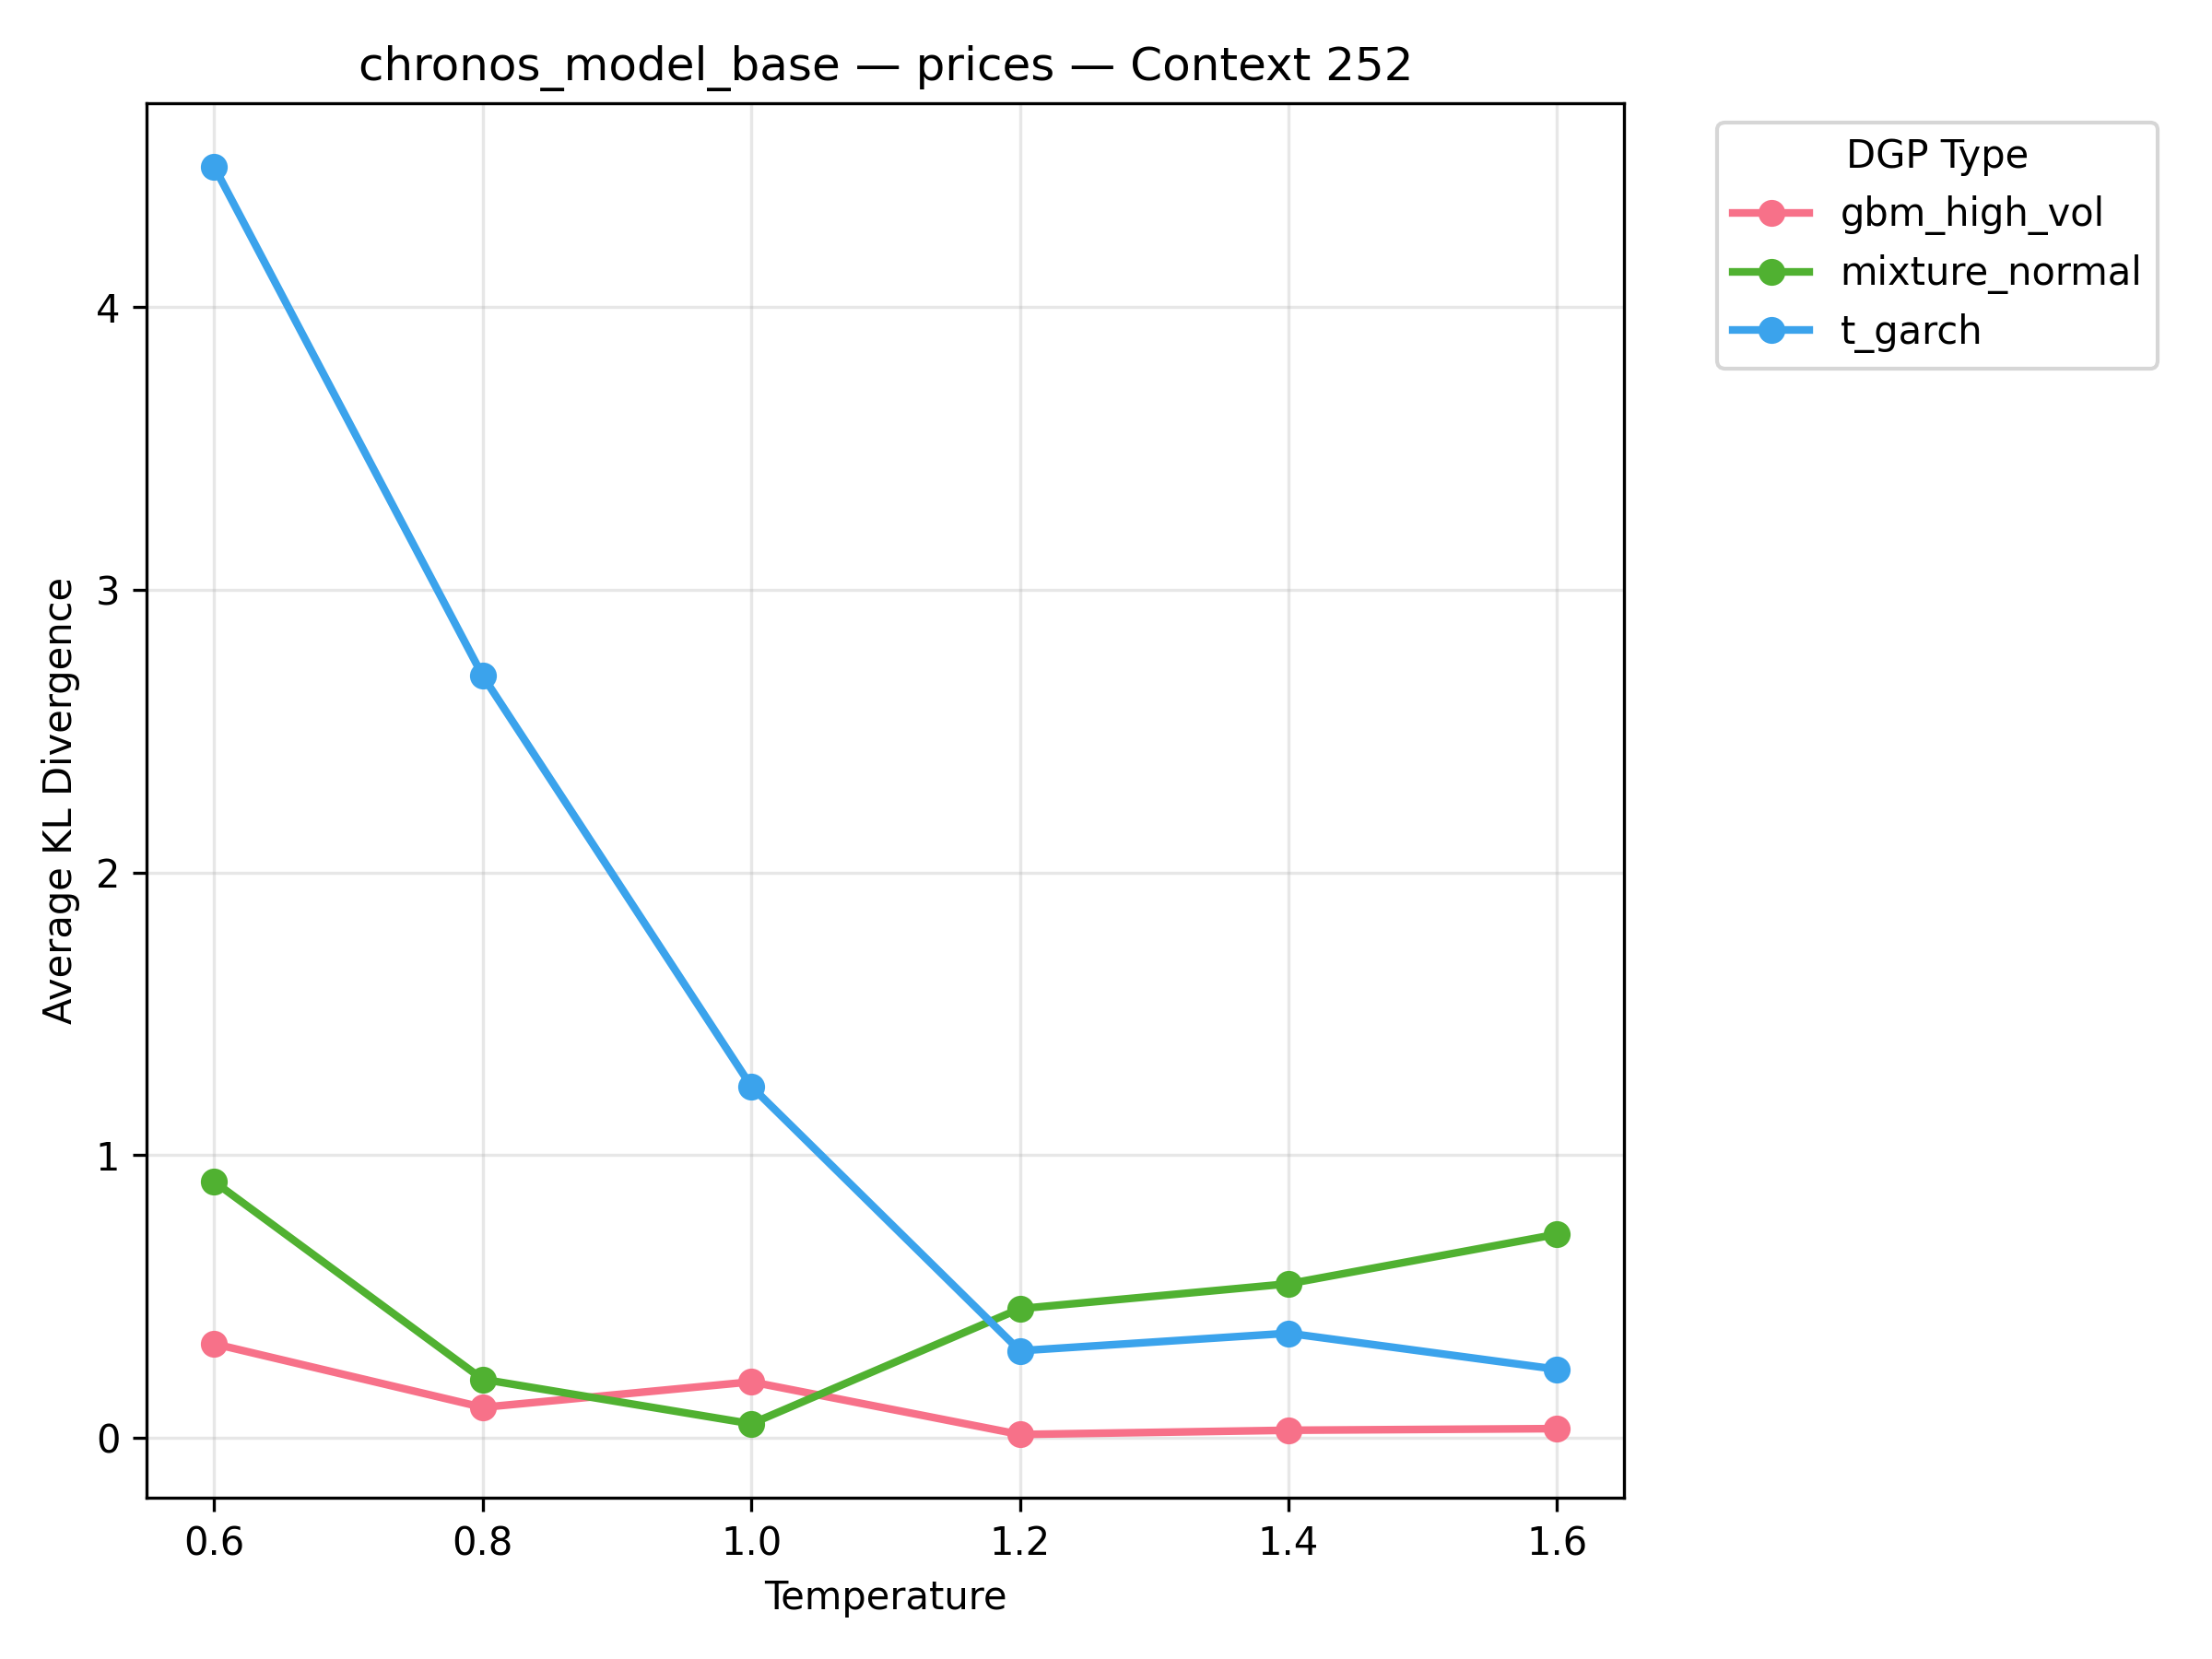 chronos_model_base — prices — Context 252
DGP Type
gbm_high_vol
mixture_normal
t_garch
Average KL Divergence
4
3
2
1
0
0.6 0.8 1.0 1.2 1.4 1.6
Temperature